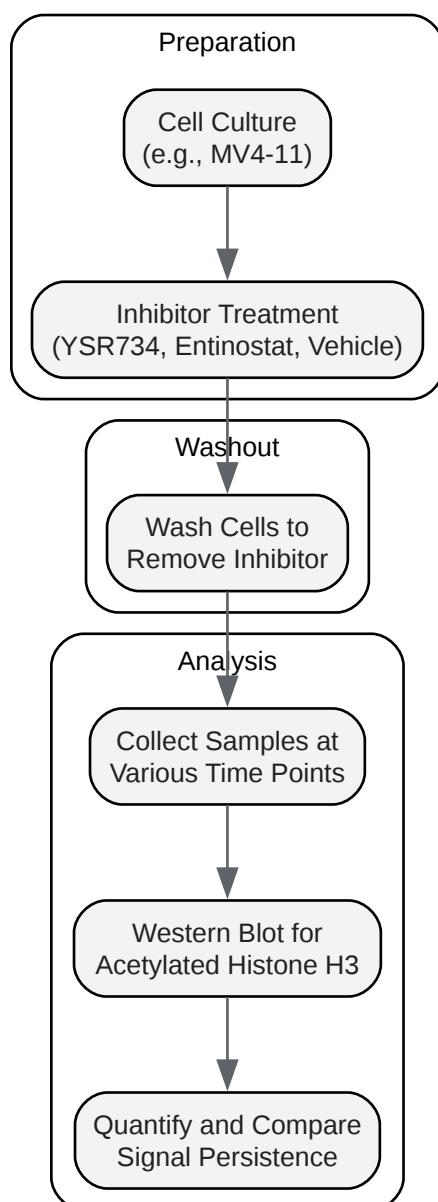 Preparation
Cell Culture
(e.g., MV4-11)
Inhibitor Treatment
(YSR734, Entinostat, Vehicle)
Washout
Wash Cells to
Remove Inhibitor
Analysis
Collect Samples at
Various Time Points
Western Blot for
Acetylated Histone H3
Quantify and Compare
Signal Persistence